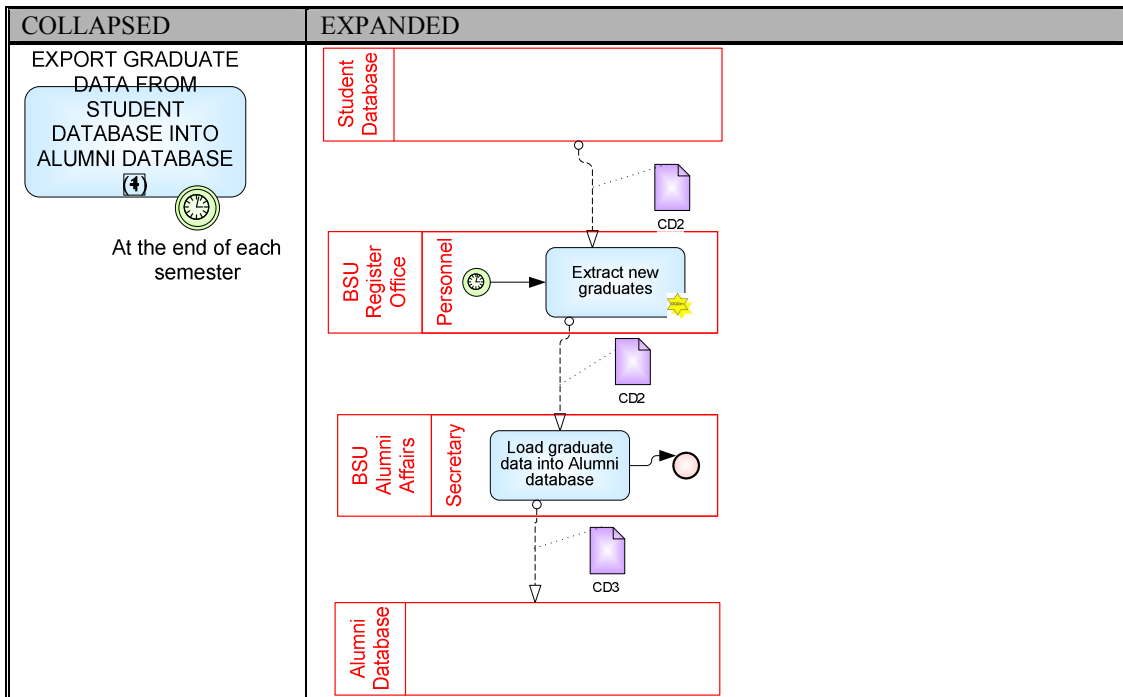 COLLAPSED
EXPANDED
EXPORT GRADUATE
DATA FROM
STUDENT
DATABASE INTO
ALUMNI DATABASE
At the end of each
semester
Student
Database
CD2
BSU
Register
Office
Personnel
Extract new
graduates
CD2
BSU
Alumni
Affairs
Secretary
Load graduate
data into Alumni
database
CD3
Alumni
Database